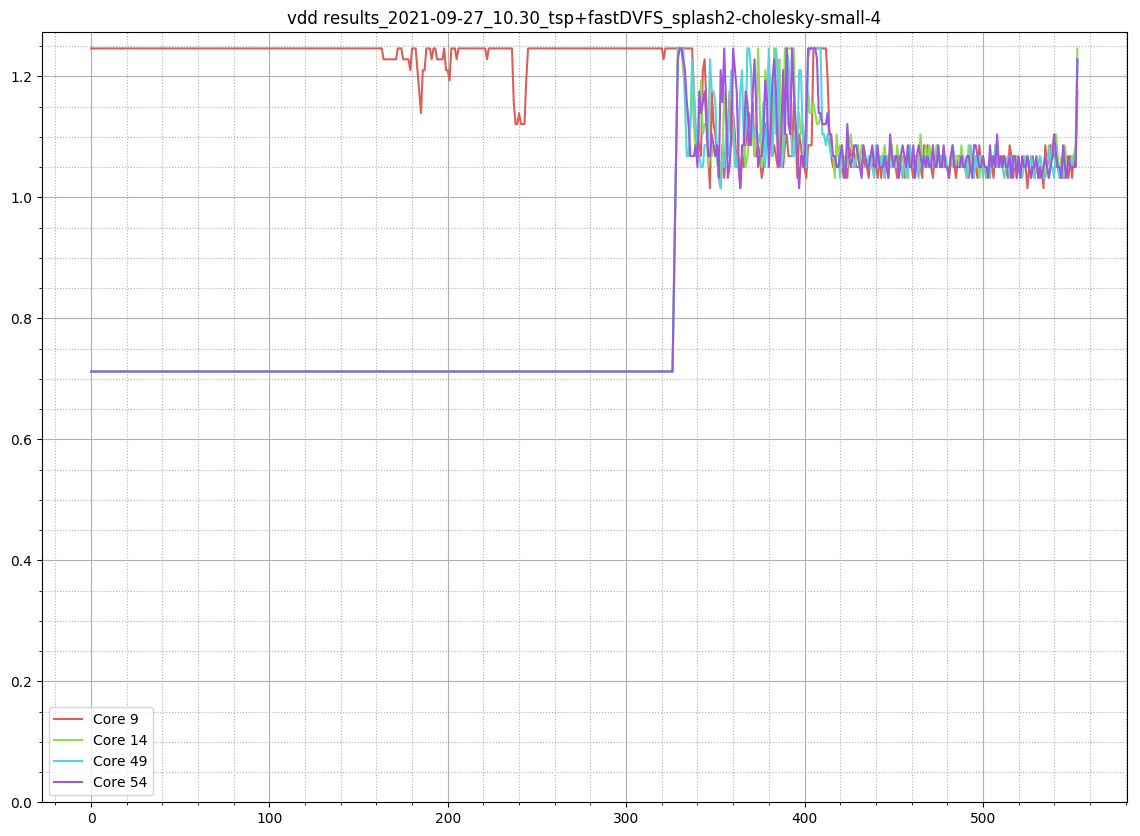 vdd results_2021-09-27_10.30_tsp+fastDVFS_splash2-cholesky-small-4
1.2
1.0
0.8
0.6
0.4
0.2
0.0
Core 9
Core 14
Core 49
Core 54
0 100 200 300 400 500